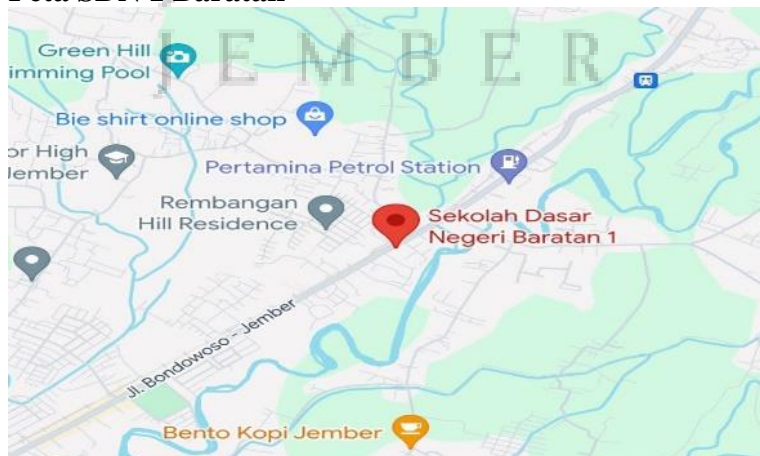 JEMBER
Green Hill
imming Pool
Bie shirt online shop
or High
Jember
Pertamina Petrol Station
Rembangan
Hill Residence
Sekolah Dasar
Negeri Baratan 1
Jl. Bondowoso - Jember
Bento Kopi Jember